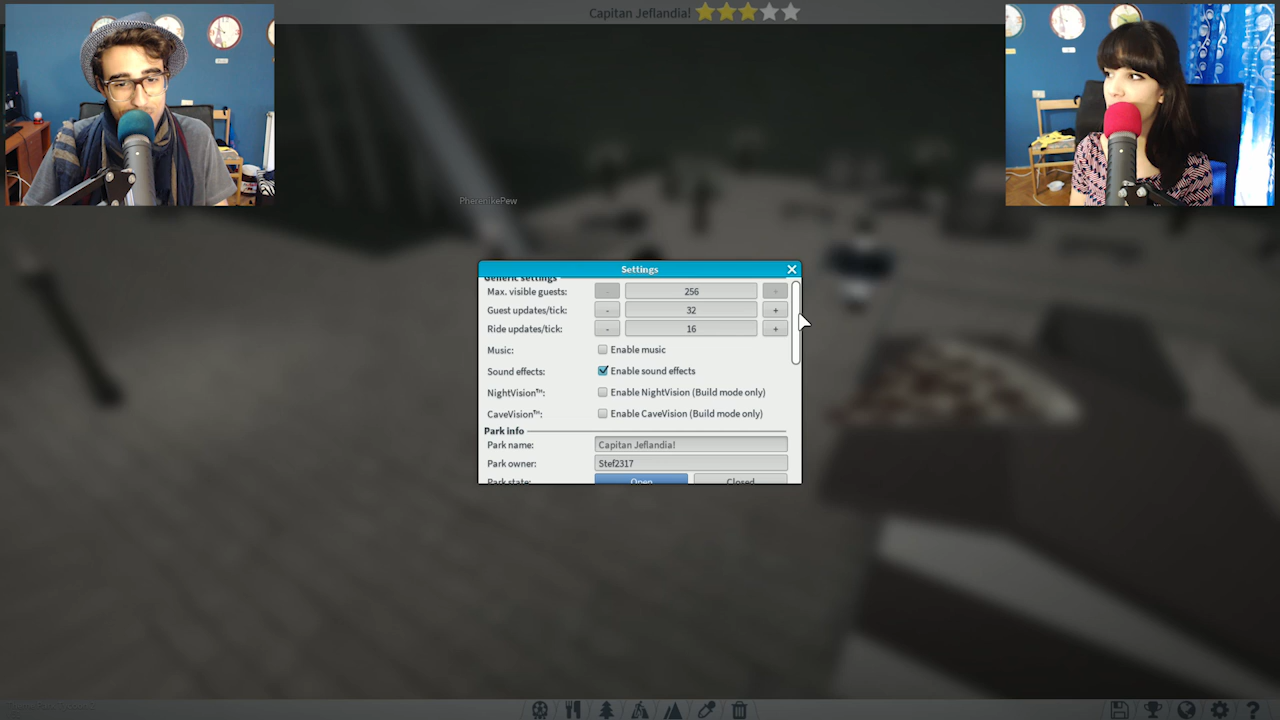 Capitan Jeflandia!
PherenikePew
Settings
Generic settings
Max. visible guests: - 256 +
Guest updates/tick: - 32 +
Ride updates/tick: - 16 +
Music: Enable music
Sound effects: Enable sound effects
NightVision™: Enable NightVision (Build mode only)
CaveVision™: Enable CaveVision (Build mode only)
Park info
Park name: Capitan Jeflandia!
Park owner: Stef2317
Park state: Open Closed
?